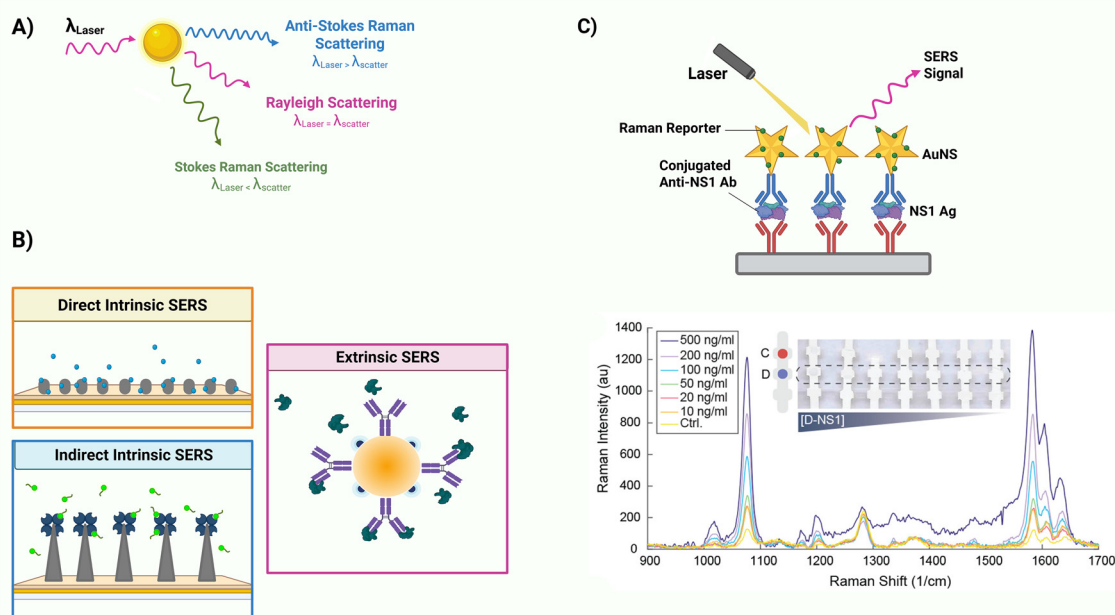 A)
λLaser
Anti-Stokes Raman
Scattering
λLaser > λscatter
Rayleigh Scattering
λLaser = λscatter
Stokes Raman Scattering
λLaser < λscatter
B)
Direct Intrinsic SERS
Indirect Intrinsic SERS
Extrinsic SERS
C)
Laser
SERS
Signal
Raman Reporter
AuNS
Conjugated
Anti-NS1 Ab
NS1 Ag
Raman Intensity (au)
1400
1200
1000
800
600
400
200
0
500 ng/ml
200 ng/ml
100 ng/ml
50 ng/ml
20 ng/ml
10 ng/ml
Ctrl.
C
D
[D-NS1]
900 1000 1100 1200 1300 1400 1500 1600 1700
Raman Shift (1/cm)